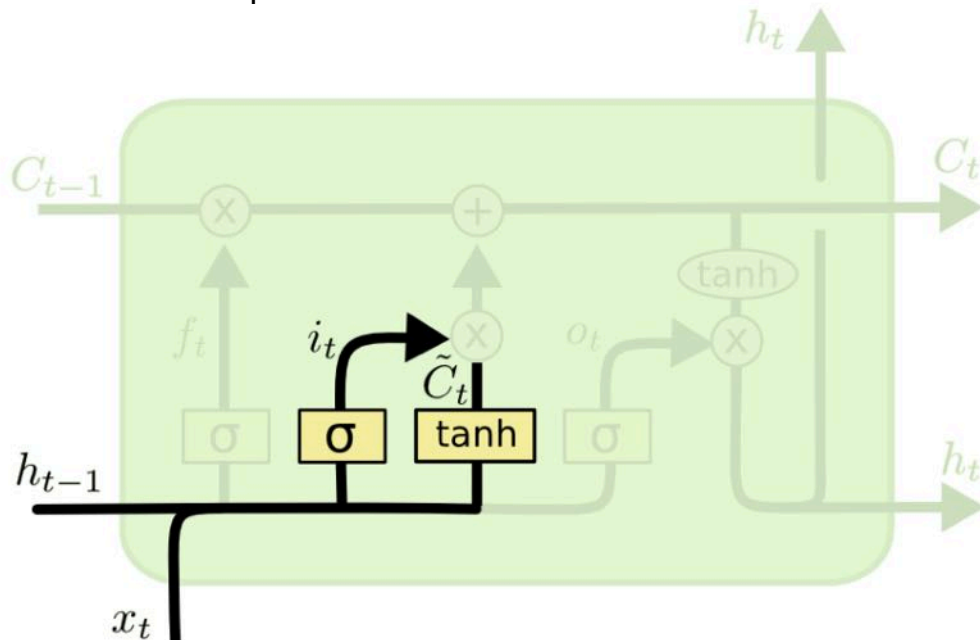 h_t
C_{t-1} x + C_t
tanh
f_t i_t x o_t x
C̃_t
σ σ tanh σ
h_{t-1} h_t
x_t